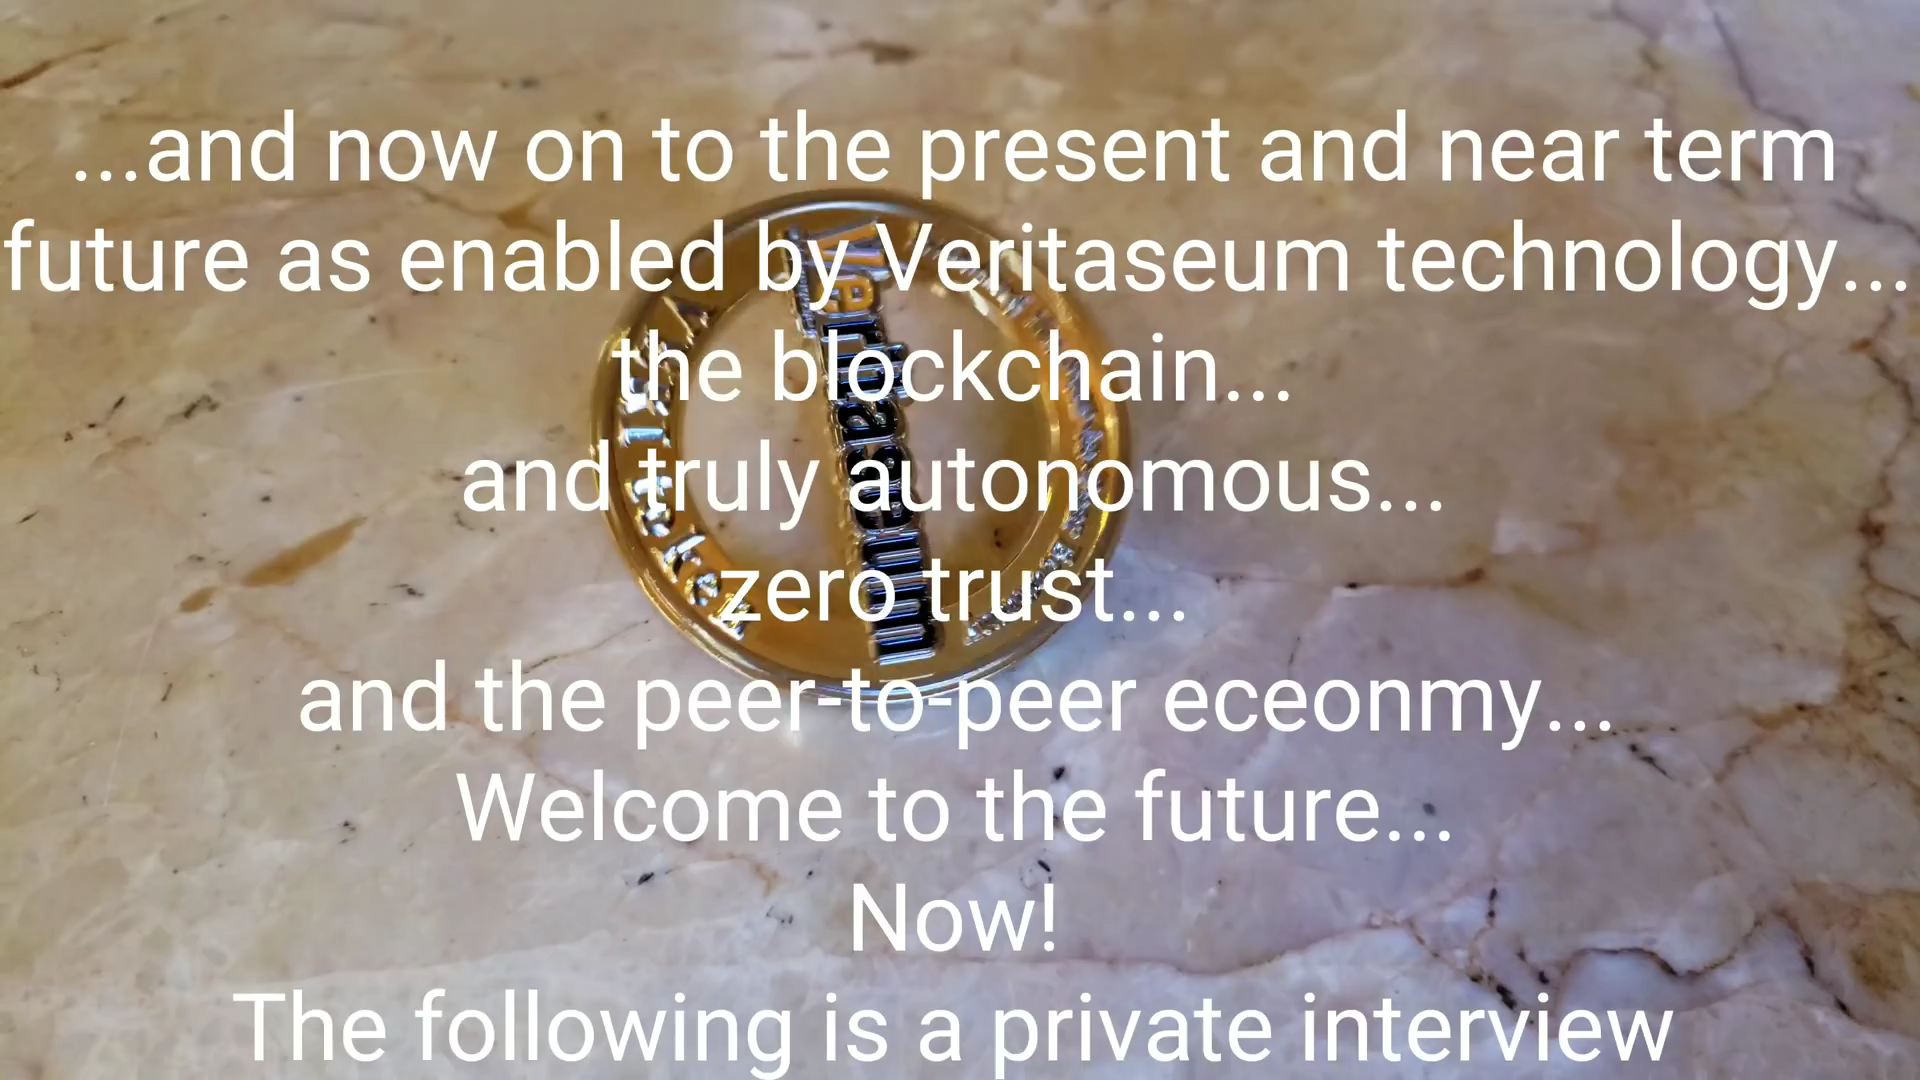 ...and now on to the present and near term
future as enabled by Veritaseum technology...
the blockchain...
and truly autonomous...
zero trust...
and the peer-to-peer eceonmy...
Welcome to the future...
Now!
The following is a private interview
Veritaseum